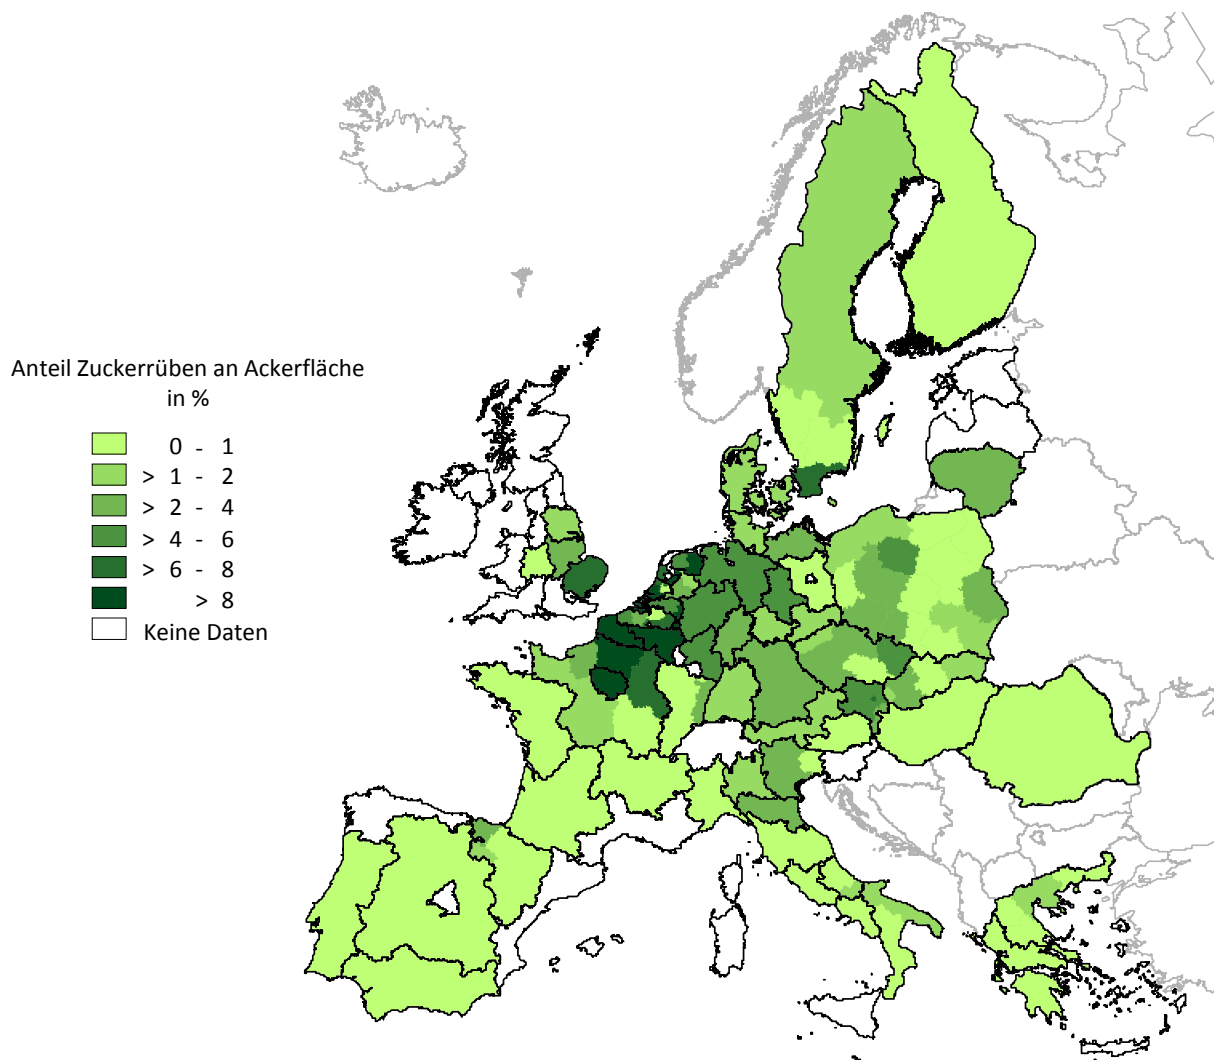 Anteil Zuckerrüben an Ackerfläche
in %
0 - 1
> 1 - 2
> 2 - 4
> 4 - 6
> 6 - 8
> 8
Keine Daten